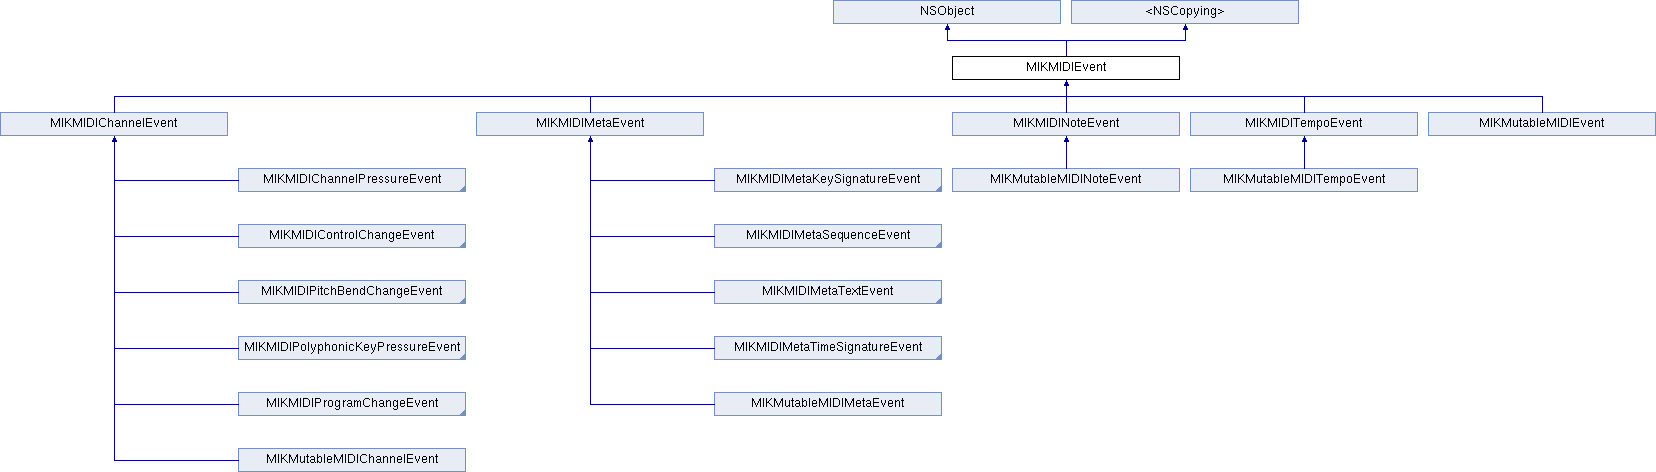 NSObject
<NSCopying>
MIKMIDIEvent
MIKMIDIChannelEvent
MIKMIDIMetaEvent
MIKMIDINoteEvent
MIKMIDITempoEvent
MIKMutableMIDIEvent
MIKMIDIChannelPressureEvent
MIKMIDIMetaKeySignatureEvent
MIKMutableMIDINoteEvent
MIKMutableMIDITempoEvent
MIKMIDIControlChangeEvent
MIKMIDIMetaSequenceEvent
MIKMIDIPitchBendChangeEvent
MIKMIDIMetaTextEvent
MIKMIDIPolyphonicKeyPressureEvent
MIKMIDIMetaTimeSignatureEvent
MIKMIDIProgramChangeEvent
MIKMutableMIDIMetaEvent
MIKMutableMIDIChannelEvent